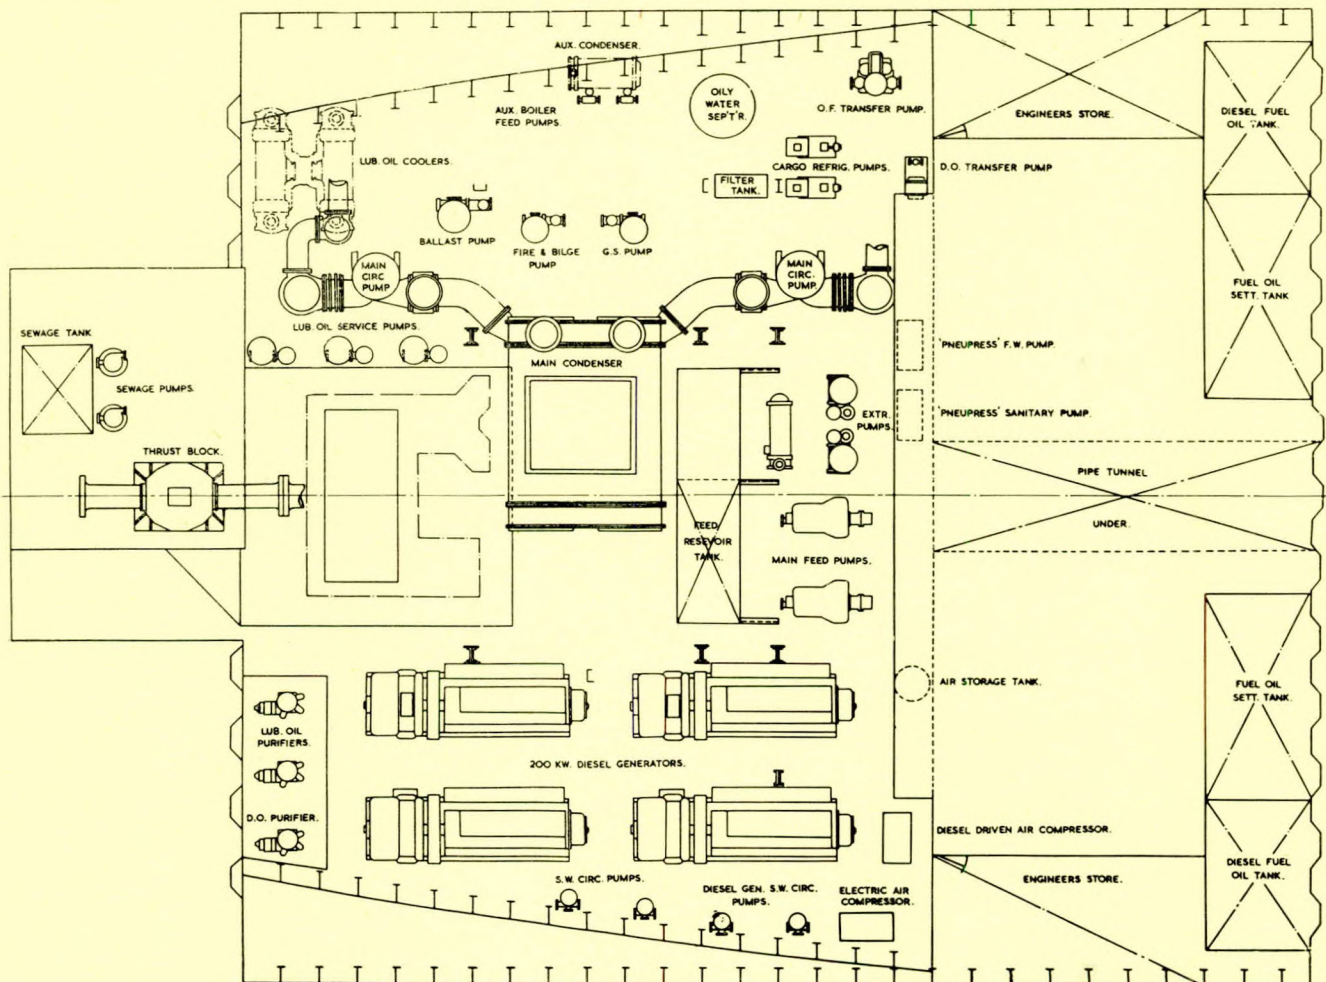 AUX. CONDENSER.
AUX. BOILER
FEED PUMPS.
OILY
WATER
SEP'T'R.
O.F. TRANSFER PUMP.
ENGINEERS STORE.
DIESEL FUEL
OIL TANK.
LUB. OIL COOLERS.
CARGO REFRIG. PUMPS.
D.O. TRANSFER PUMP
FILTER
TANK.
BALLAST PUMP
FIRE & BILGE
PUMP
G.S. PUMP
MAIN
CIRC
PUMP
MAIN
CIRC.
PUMP.
FUEL OIL
SETT. TANK
SEWAGE TANK
LUB. OIL SERVICE PUMPS.
'PNEUPRESS' F.W. PUMP.
MAIN CONDENSER
SEWAGE PUMPS.
EXTR.
PUMPS.
'PNEUPRESS' SANITARY PUMP.
THRUST BLOCK.
PIPE TUNNEL
UNDER.
FEED
RESEVOIR
TANK.
MAIN FEED PUMPS.
AIR STORAGE TANK.
FUEL OIL
SETT. TANK.
LUB. OIL
PURIFIERS.
200 KW. DIESEL GENERATORS.
D.O. PURIFIER.
DIESEL DRIVEN AIR COMPRESSOR.
DIESEL FUEL
OIL TANK.
S.W. CIRC. PUMPS.
DIESEL GEN. S.W. CIRC.
PUMPS.
ELECTRIC AIR
COMPRESSOR.
ENGINEERS STORE.